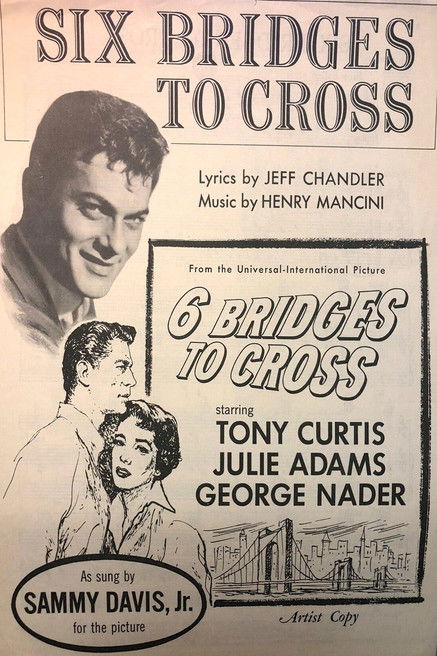 SIX BRIDGES
TO CROSS
Lyrics by JEFF CHANDLER
Music by HENRY MANCINI
From the Universal-International Picture
6 BRIDGES
TO CROSS
starring
TONY CURTIS
JULIE ADAMS
GEORGE NADER
As sung by
SAMMY DAVIS, Jr.
for the picture
Artist Copy